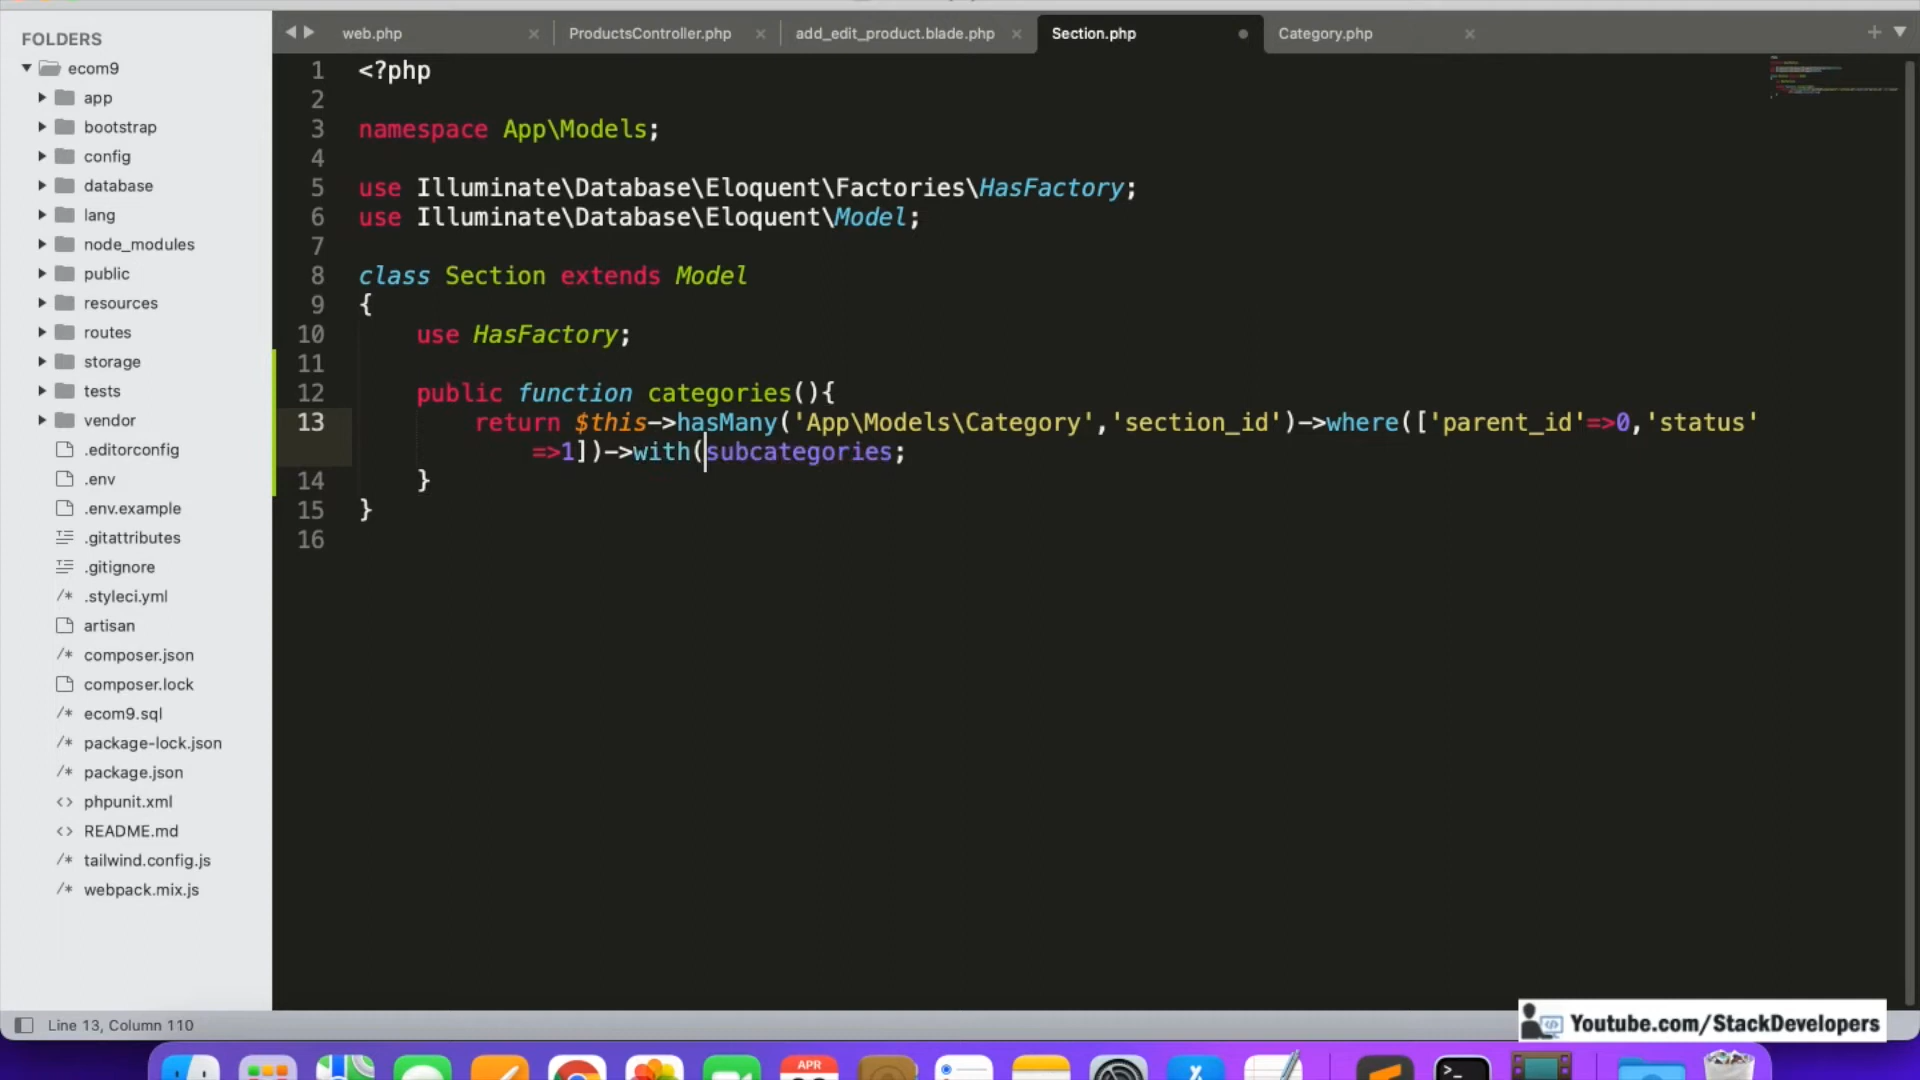 FOLDERS
ecom9
app
bootstrap
config
database
lang
node_modules
public
resources
routes
storage
tests
vendor
.editorconfig
.env
.env.example
.gitattributes
.gitignore
.styleci.yml
artisan
composer.json
composer.lock
ecom9.sql
package-lock.json
package.json
phpunit.xml
README.md
tailwind.config.js
webpack.mix.js
web.php
ProductsController.php
add_edit_product.blade.php
Section.php
Category.php
1 <?php
2
3 namespace App\Models;
4
5 use Illuminate\Database\Eloquent\Factories\HasFactory;
6 use Illuminate\Database\Eloquent\Model;
7
8 class Section extends Model
9 {
10 use HasFactory;
11
12 public function categories(){
13 return $this->hasMany('App\Models\Category','section_id')->where(['parent_id'=>0,'status'
=>1])->with(subcategories;
14 }
15 }
16
Line 13, Column 110
Youtube.com/StackDevelopers
APR